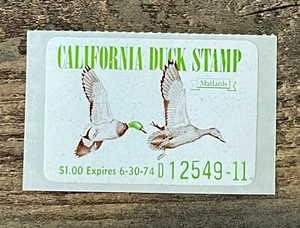 CALIFORNIA DUCK STAMP
Mallards
$1.00 Expires 6-30-74 D 12549-11